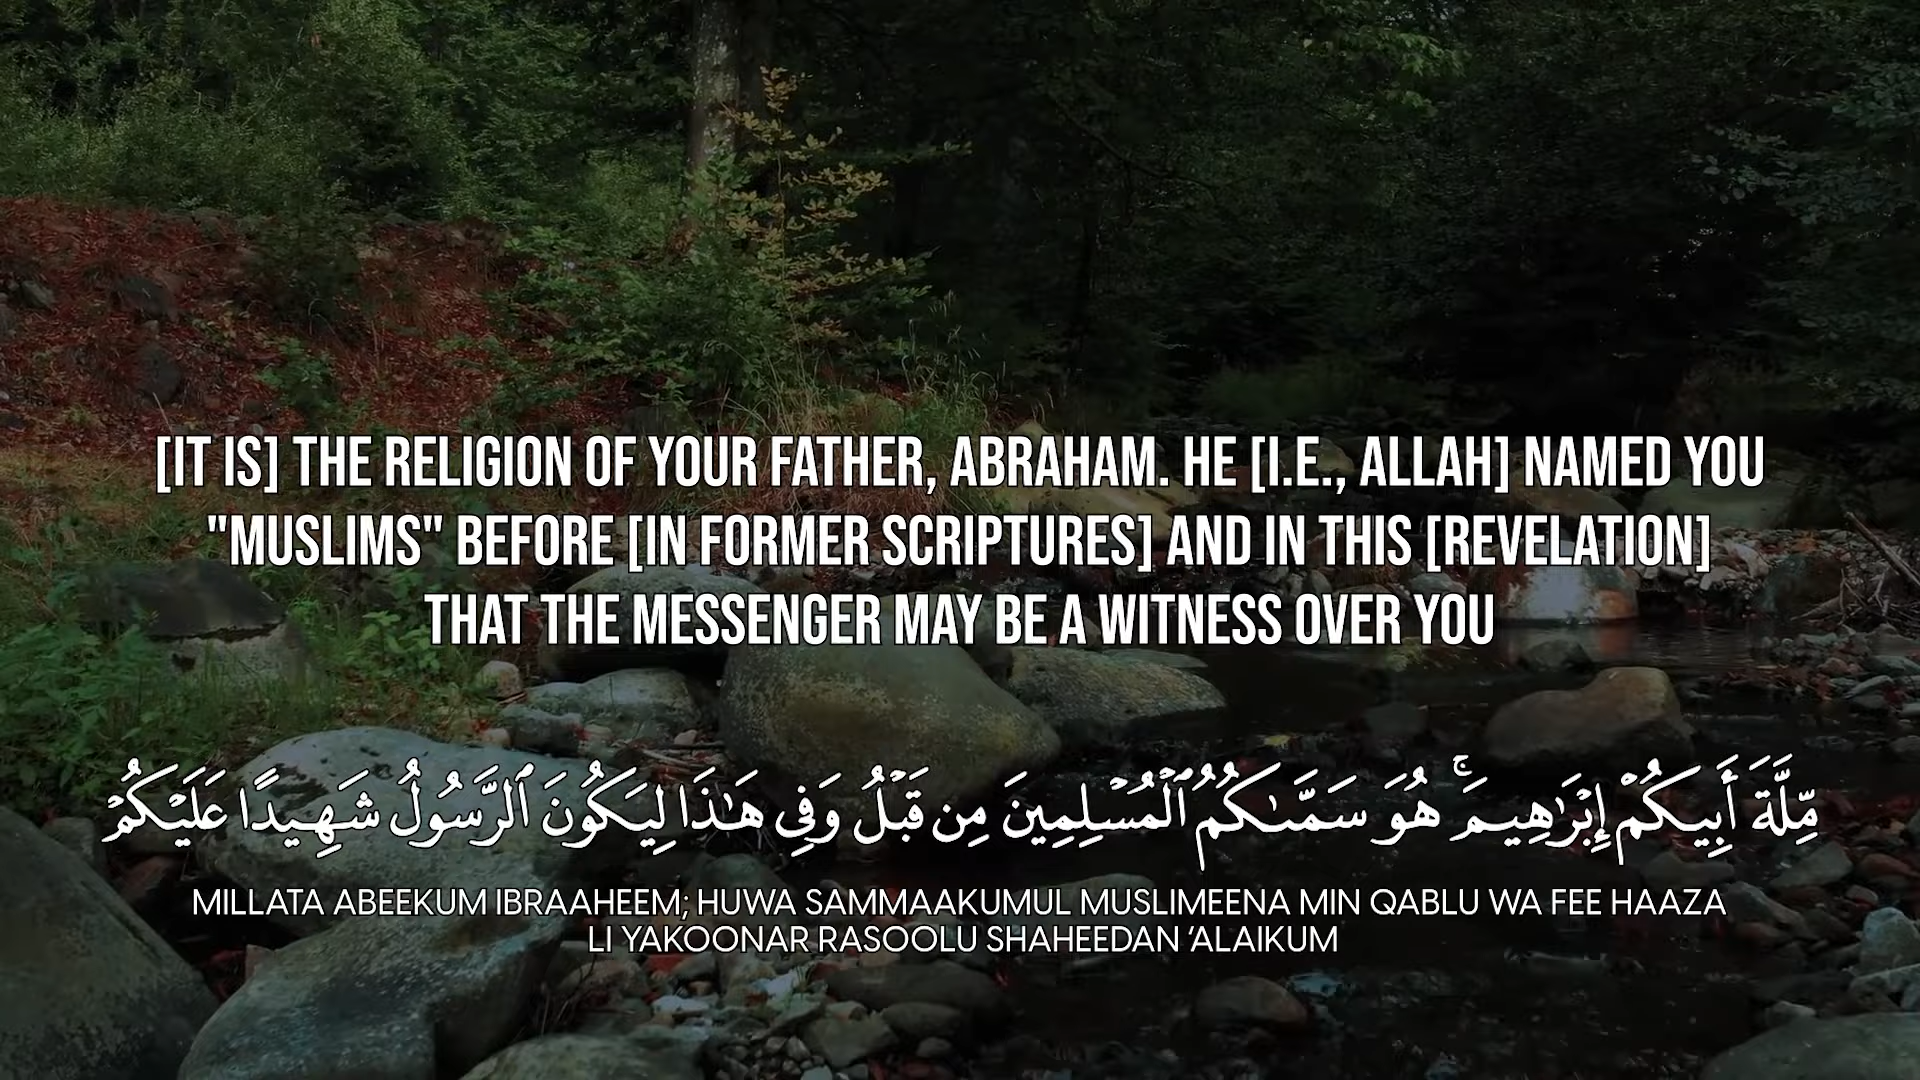 [IT IS] THE RELIGION OF YOUR FATHER, ABRAHAM. HE [I.E., ALLAH] NAMED YOU
"MUSLIMS" BEFORE [IN FORMER SCRIPTURES] AND IN THIS [REVELATION]
THAT THE MESSENGER MAY BE A WITNESS OVER YOU
مِّلَّةَ أَبِيكُمْ إِبْرَٰهِيمَ ۚ هُوَ سَمَّىٰكُمُ ٱلْمُسْلِمِينَ مِن قَبْلُ وَفِى هَـٰذَا لِيَكُونَ ٱلرَّسُولُ شَهِيدًا عَلَيْكُمْ
MILLATA ABEEKUM IBRAAHEEM; HUWA SAMMAAKUMUL MUSLIMEENA MIN QABLU WA FEE HAAZA
LI YAKOONAR RASOOLU SHAHEEDAN ‘ALAIKUM